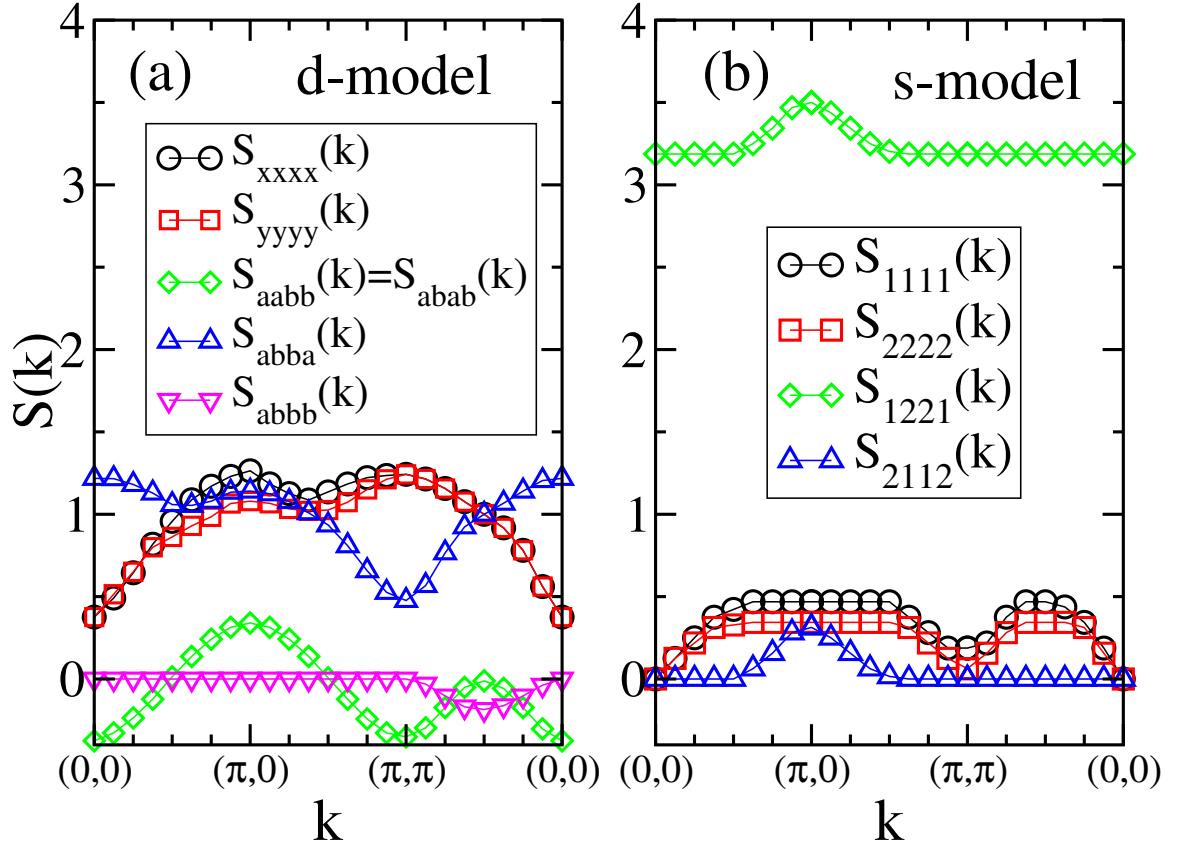 (a) d-model
S_xxxx(k)
S_yyyy(k)
S_aabb(k)=S_abab(k)
S_abba(k)
S_abbb(k)
S(k)
4
3
2
1
0
(0,0) (π,0) (π,π) (0,0)
k
(b) s-model
S_1111(k)
S_2222(k)
S_1221(k)
S_2112(k)
4
3
2
1
0
(0,0) (π,0) (π,π) (0,0)
k